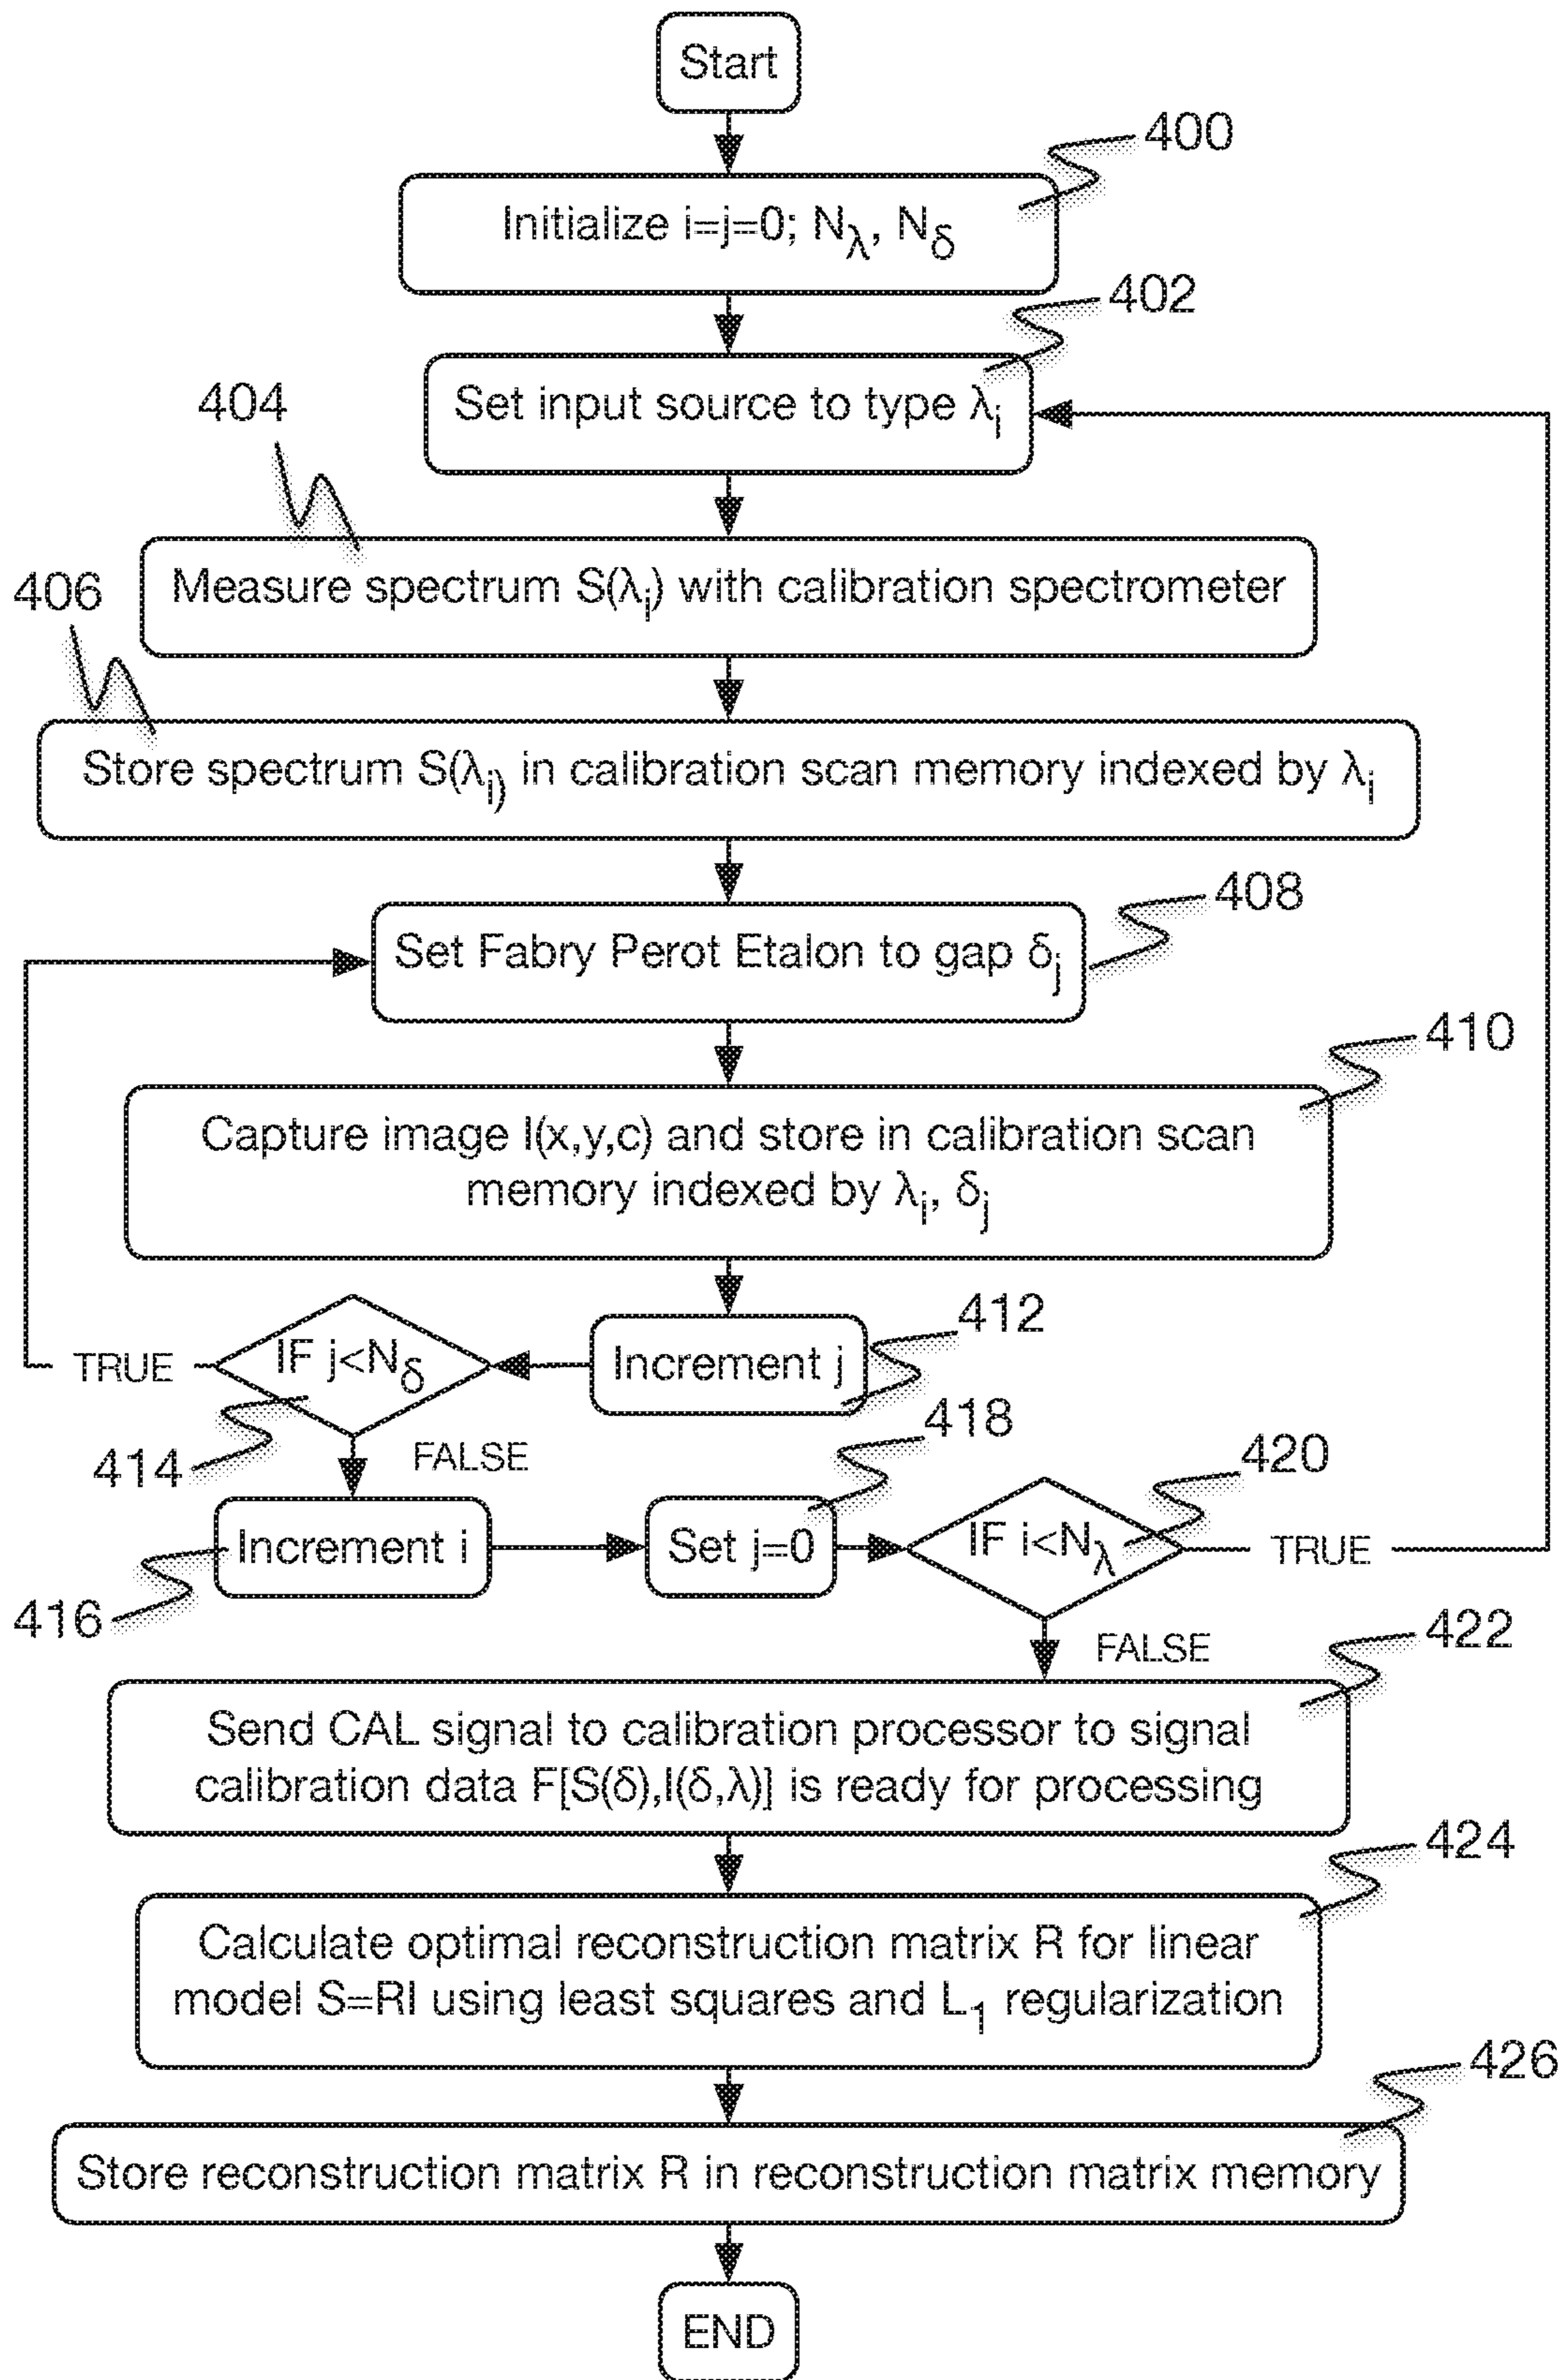 Start
400
Initialize i=j=0; Nλ, Nδ
402
Set input source to type λi
404
Measure spectrum S(λi) with calibration spectrometer
406
Store spectrum S(λi) in calibration scan memory indexed by λi
408
Set Fabry Perot Etalon to gap δj
410
Capture image I(x,y,c) and store in calibration scan
memory indexed by λi, δj
412
Increment j
IF j<Nδ
TRUE
414
FALSE
416
Increment i
418
Set j=0
420
IF i<Nλ
TRUE
FALSE
422
Send CAL signal to calibration processor to signal
calibration data F[S(δ),I(δ,λ)] is ready for processing
424
Calculate optimal reconstruction matrix R for linear
model S=RI using least squares and L1 regularization
426
Store reconstruction matrix R in reconstruction matrix memory
END